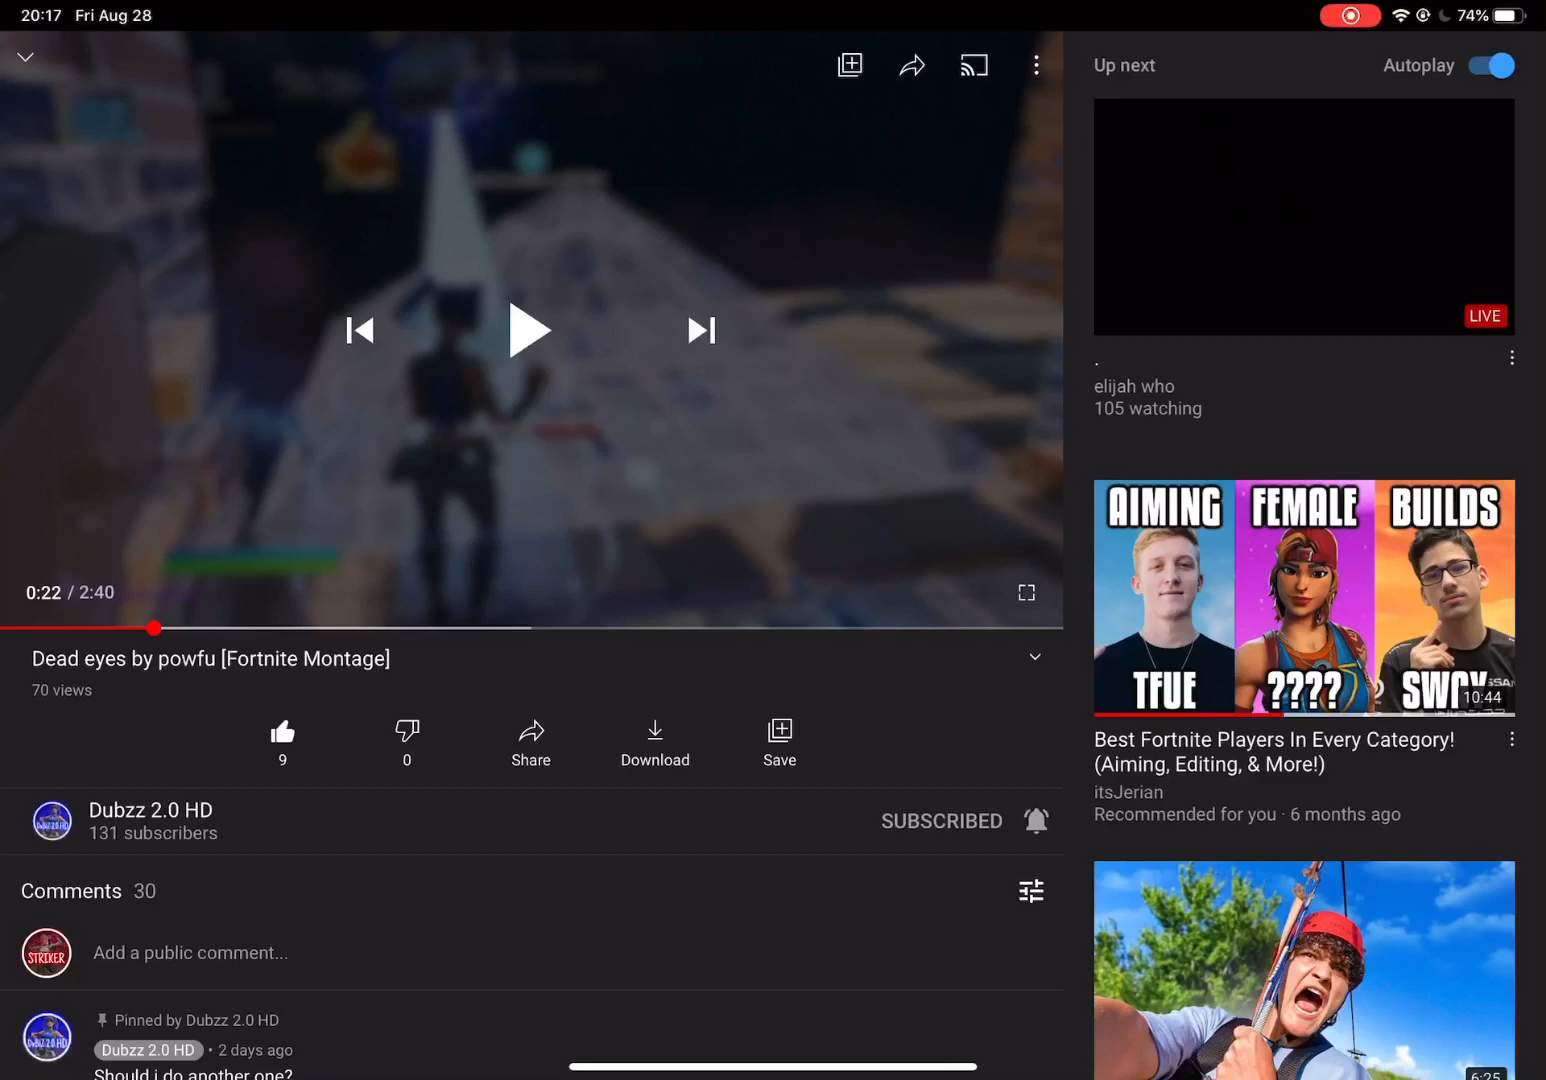 20:17 Fri Aug 28
74%
Up next
Autoplay
LIVE
.
elijah who
105 watching
0:22 / 2:40
Dead eyes by powfu [Fortnite Montage]
70 views
9
0
Share
Download
Save
Dubzz 2.0 HD
131 subscribers
SUBSCRIBED
Comments 30
STRIKER
Add a public comment...
Pinned by Dubzz 2.0 HD
Dubzz 2.0 HD • 2 days ago
Should i do another one?
AIMING
FEMALE
BUILDS
TFUE
????
SWAY
10:44
Best Fortnite Players In Every Category!
(Aiming, Editing, & More!)
itsJerian
Recommended for you · 6 months ago
6:25